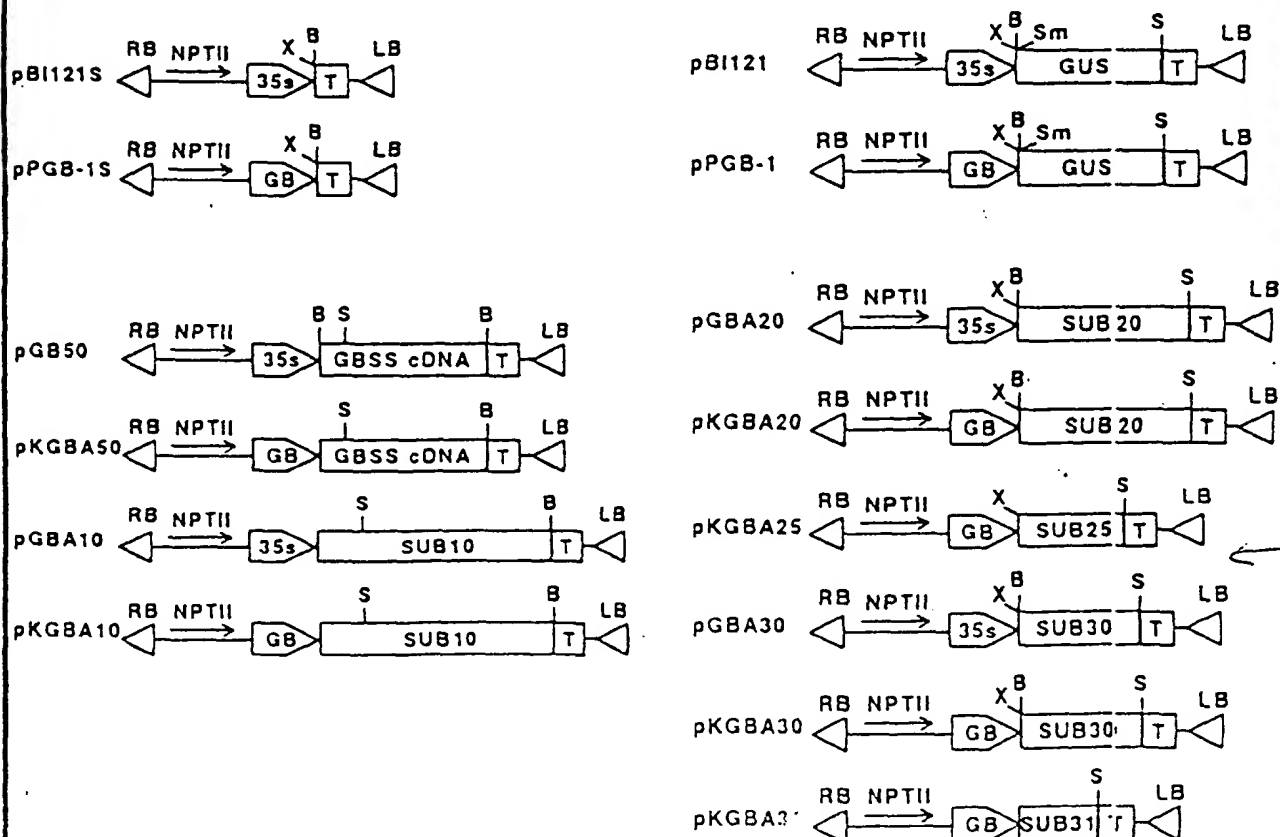 B
X
RB NPTII LB
pBI121S 35s T
B
X
RB NPTII LB
pPGB-1S GB T
B S B
RB NPTII LB
pGB50 35s GBSS cDNA T
S B
RB NPTII LB
pKGBA50 GB GBSS cDNA T
S B
RB NPTII LB
pGBA10 35s SUB10 T
S B
RB NPTII LB
pKGBA10 GB SUB10 T
B S
RB NPTII X Sm LB
pBI121 35s GUS T
B S
RB NPTII X Sm LB
pPGB-1 GB GUS T
B S
RB NPTII X LB
pGBA20 35s SUB 20 T
B S
RB NPTII X LB
pKGBA20 GB SUB 20 T
S
RB NPTII X LB
pKGBA25 GB SUB25 T
B S
RB NPTII X LB
pGBA30 35s SUB30 T
B S
RB NPTII X LB
pKGBA30 GB SUB30 T
S
RB NPTII LB
GB SUB31 T